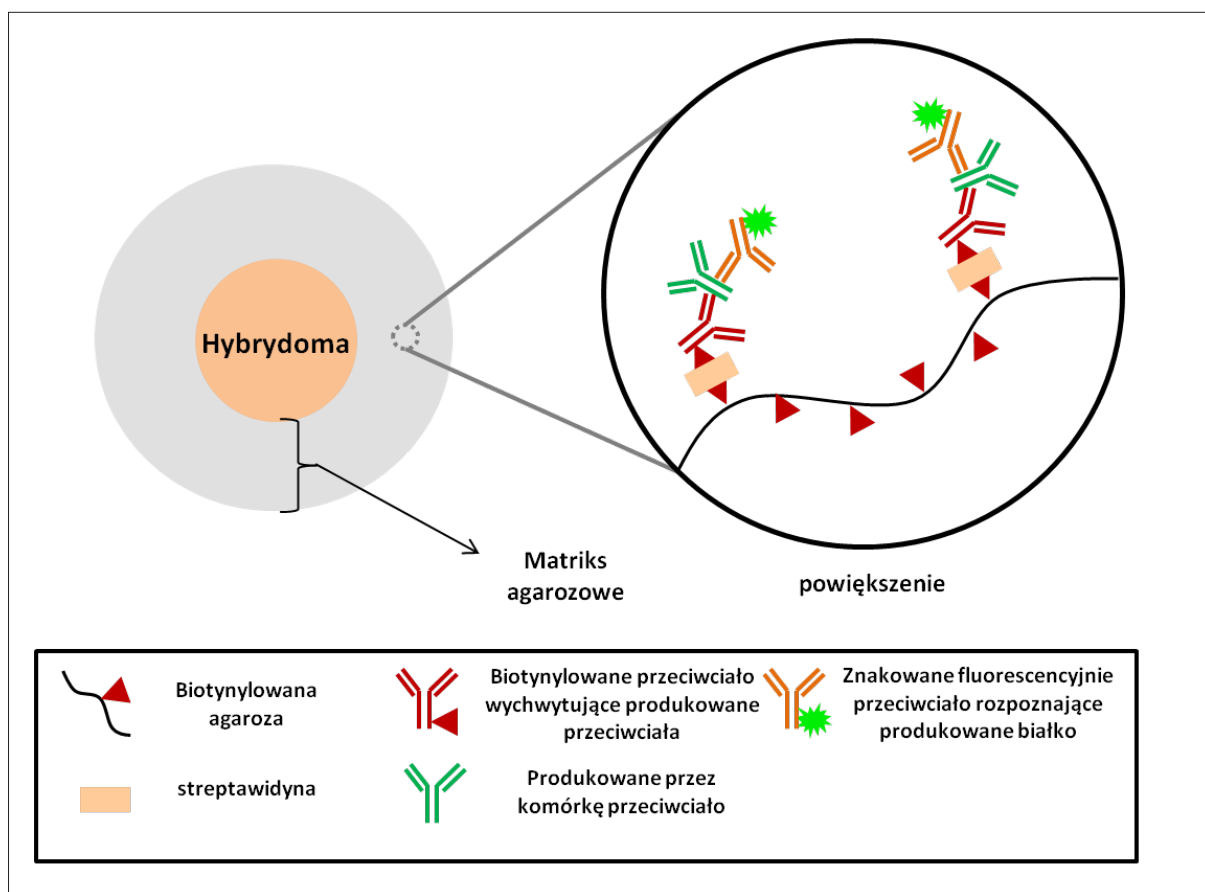 Hybrydoma
Matriks
agarozowe
powiększenie
Biotynylowana
agaroza
Biotynylowane przeciwciało
wychwytujące produkowane
przeciwciała
Znakowane fluorescencyjnie
przeciwciało rozpoznające
produkowane białko
streptawidyna
Produkowane przez
komórkę przeciwciało